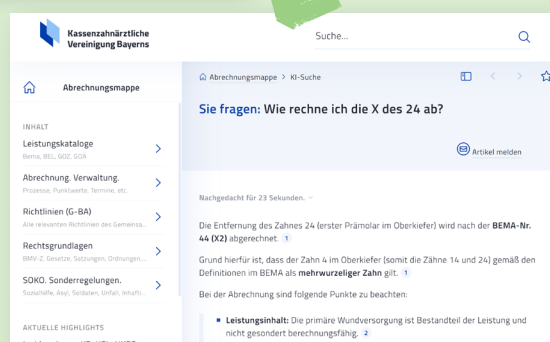 Kassenzahnärztliche
Vereinigung Bayerns
Suche...
Abrechnungsmappe
Abrechnungsmappe > KI-Suche
Sie fragen: Wie rechne ich die X des 24 ab?
Artikel melden
INHALT
Leistungskataloge
Bema, BEL, GOZ, GOÄ
Abrechnung. Verwaltung.
Prozesse, Punktwerte, Termine, etc.
Richtlinien (G-BA)
Alle relevanten Richtlinien des Gemeinsa...
Rechtsgrundlagen
BMV-Z, Gesetze, Satzungen, Ordnungen,...
SOKO. Sonderregelungen.
Sozialhilfe, Asyl, Soldaten, Unfall, Inhafti...
AKTUELLE HIGHLIGHTS
Nachgedacht für 23 Sekunden.
Die Entfernung des Zahnes 24 (erster Prämolar im Oberkiefer) wird nach der BEMA-Nr.
44 (X2) abgerechnet. 1
Grund hierfür ist, dass der Zahn 4 im Oberkiefer (somit die Zähne 14 und 24) gemäß den
Definitionen im BEMA als mehrwurzeliger Zahn gilt. 1
Bei der Abrechnung sind folgende Punkte zu beachten:
Leistungsinhalt: Die primäre Wundversorgung ist Bestandteil der Leistung und
nicht gesondert berechnungsfähig. 2